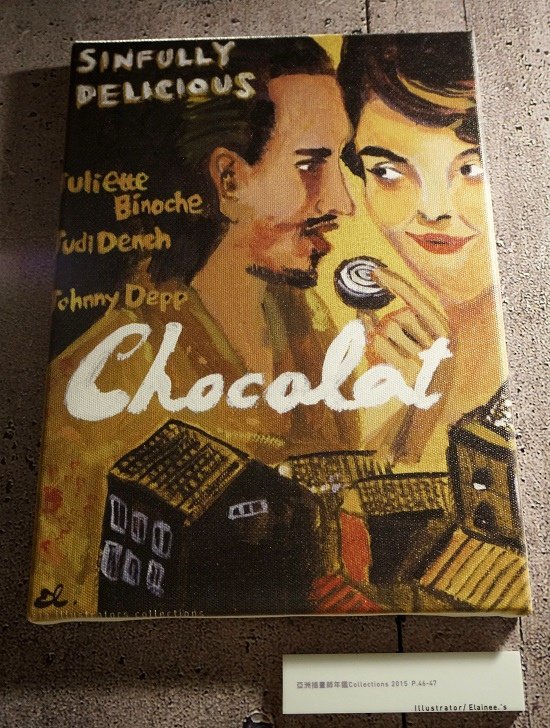 SINFULLY
DELICIOUS
Juliette
Binoche
Judi Dench
Johnny Depp
Chocolat
El.
illustrators collections
亞洲插畫師年鑑Collections 2015 P.46-47
Illustrator/ Elainee.'s